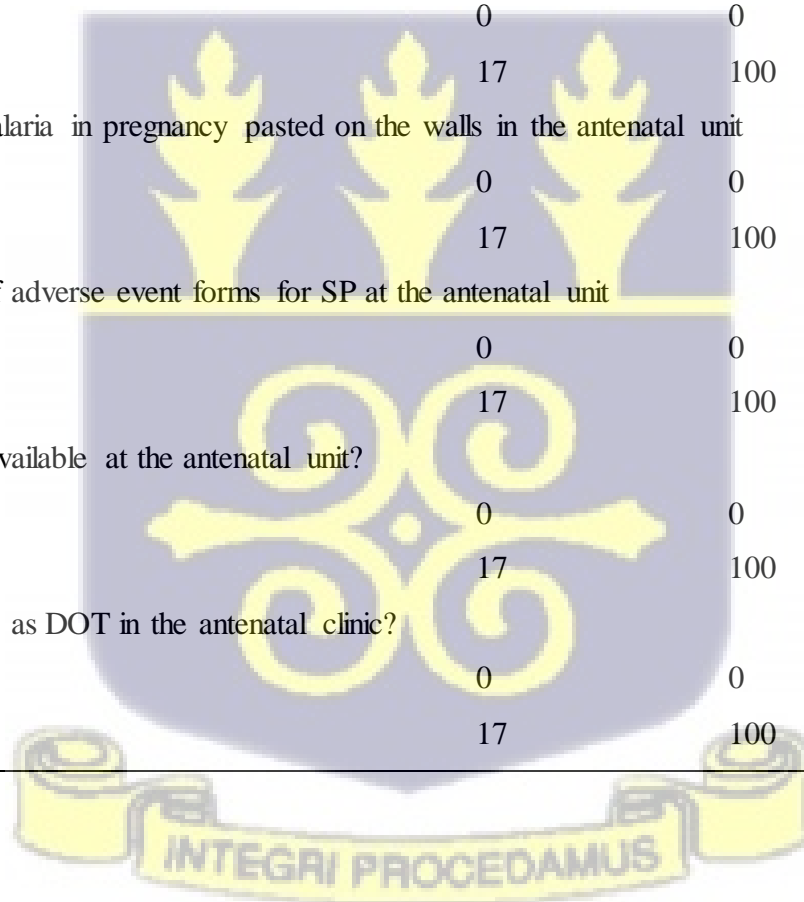 0 0
17 100
alaria in pregnancy pasted on the walls in the antenatal unit
0 0
17 100
adverse event forms for SP at the antenatal unit
0 0
17 100
vailable at the antenatal unit?
0 0
17 100
as DOT in the antenatal clinic?
0 0
17 100
INTEGRI PROCEDAMUS